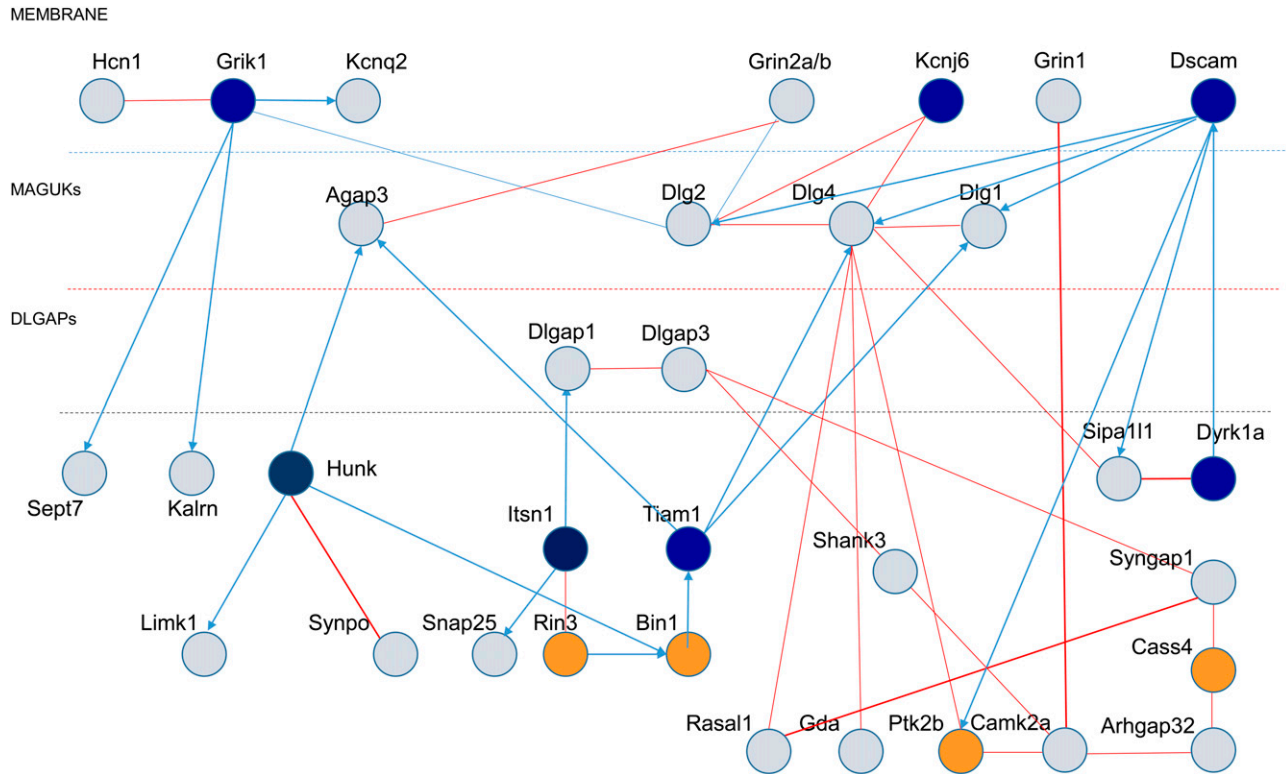 MEMBRANE
Hcn1
Grik1
Kcnq2
Grin2a/b
Kcnj6
Grin1
Dscam
MAGUKs
Agap3
Dlg2
Dlg4
Dlg1
DLGAPs
Dlgap1
Dlgap3
Sipa1l1
Dyrk1a
Hunk
Sept7
Kalrn
Itsn1
Tiam1
Shank3
Syngap1
Limk1
Synpo
Snap25
Rin3
Bin1
Cass4
Rasal1
Gda
Ptk2b
Camk2a
Arhgap32